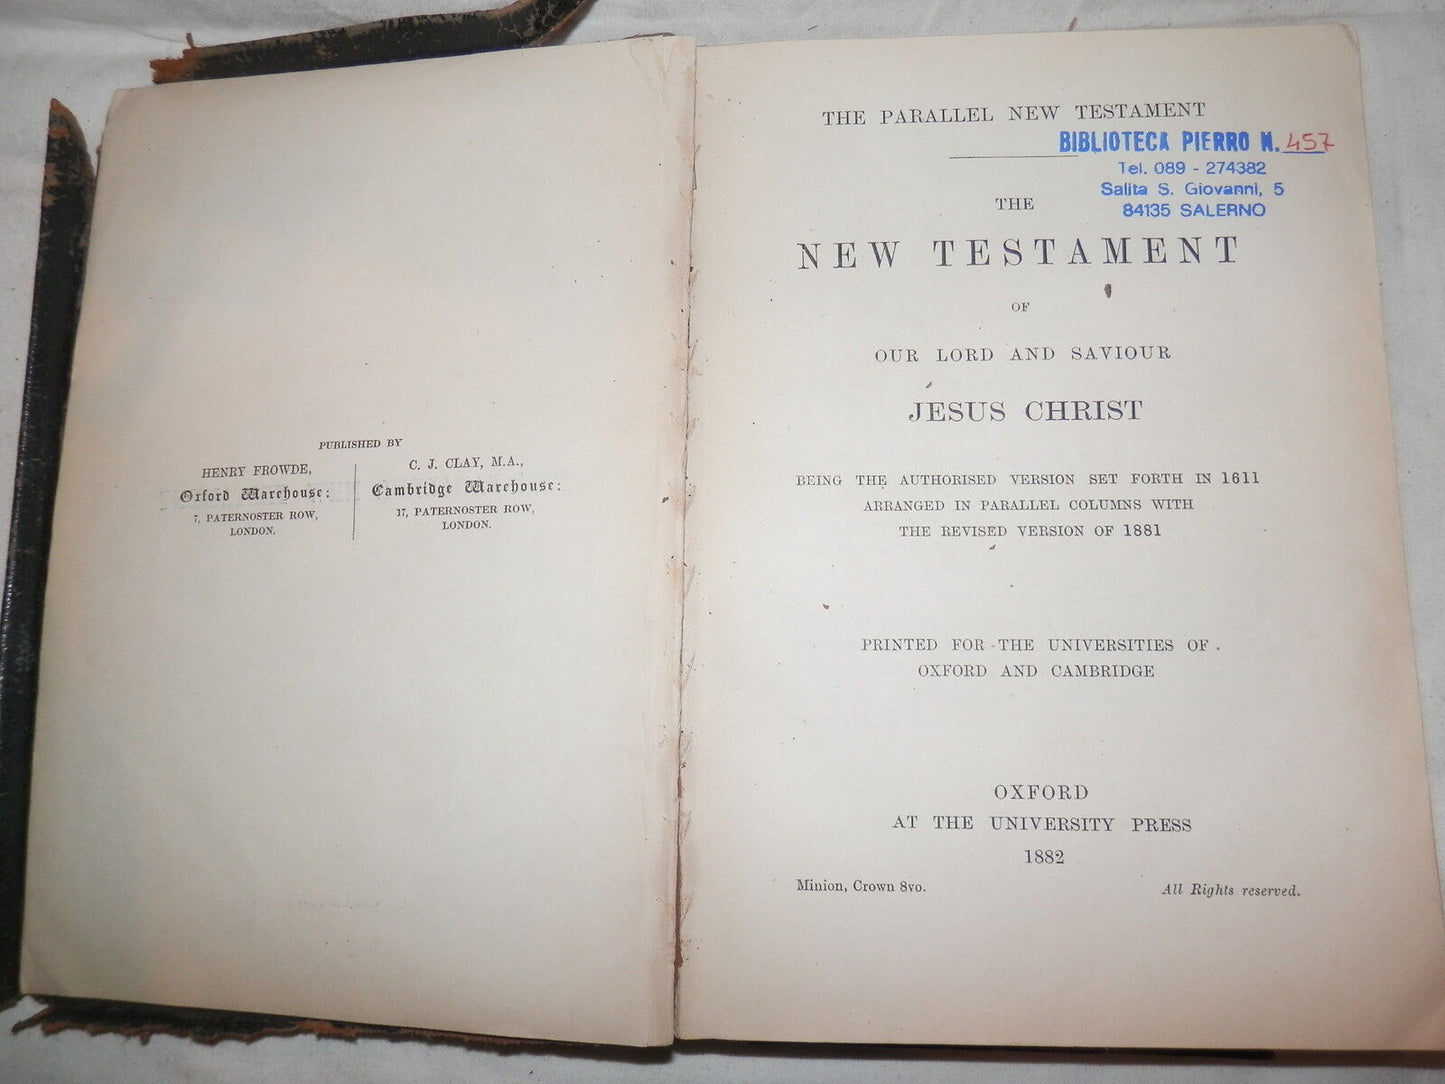 PUBLISHED BY
HENRY FROWDE,
Oxford Warehouse:
7, PATERNOSTER ROW,
LONDON.
C. J. CLAY, M.A.,
Cambridge Warehouse:
17, PATERNOSTER ROW,
LONDON.
THE PARALLEL NEW TESTAMENT
BIBLIOTECA PIERRO N. 457
Tel. 089 - 274382
Salita S. Giovanni, 5
84135 SALERNO
THE
NEW TESTAMENT
OF
OUR LORD AND SAVIOUR
JESUS CHRIST
BEING THE AUTHORISED VERSION SET FORTH IN 1611
ARRANGED IN PARALLEL COLUMNS WITH
THE REVISED VERSION OF 1881
PRINTED FOR THE UNIVERSITIES OF
OXFORD AND CAMBRIDGE
OXFORD
AT THE UNIVERSITY PRESS
1882
Minion, Crown 8vo.
All Rights reserved.